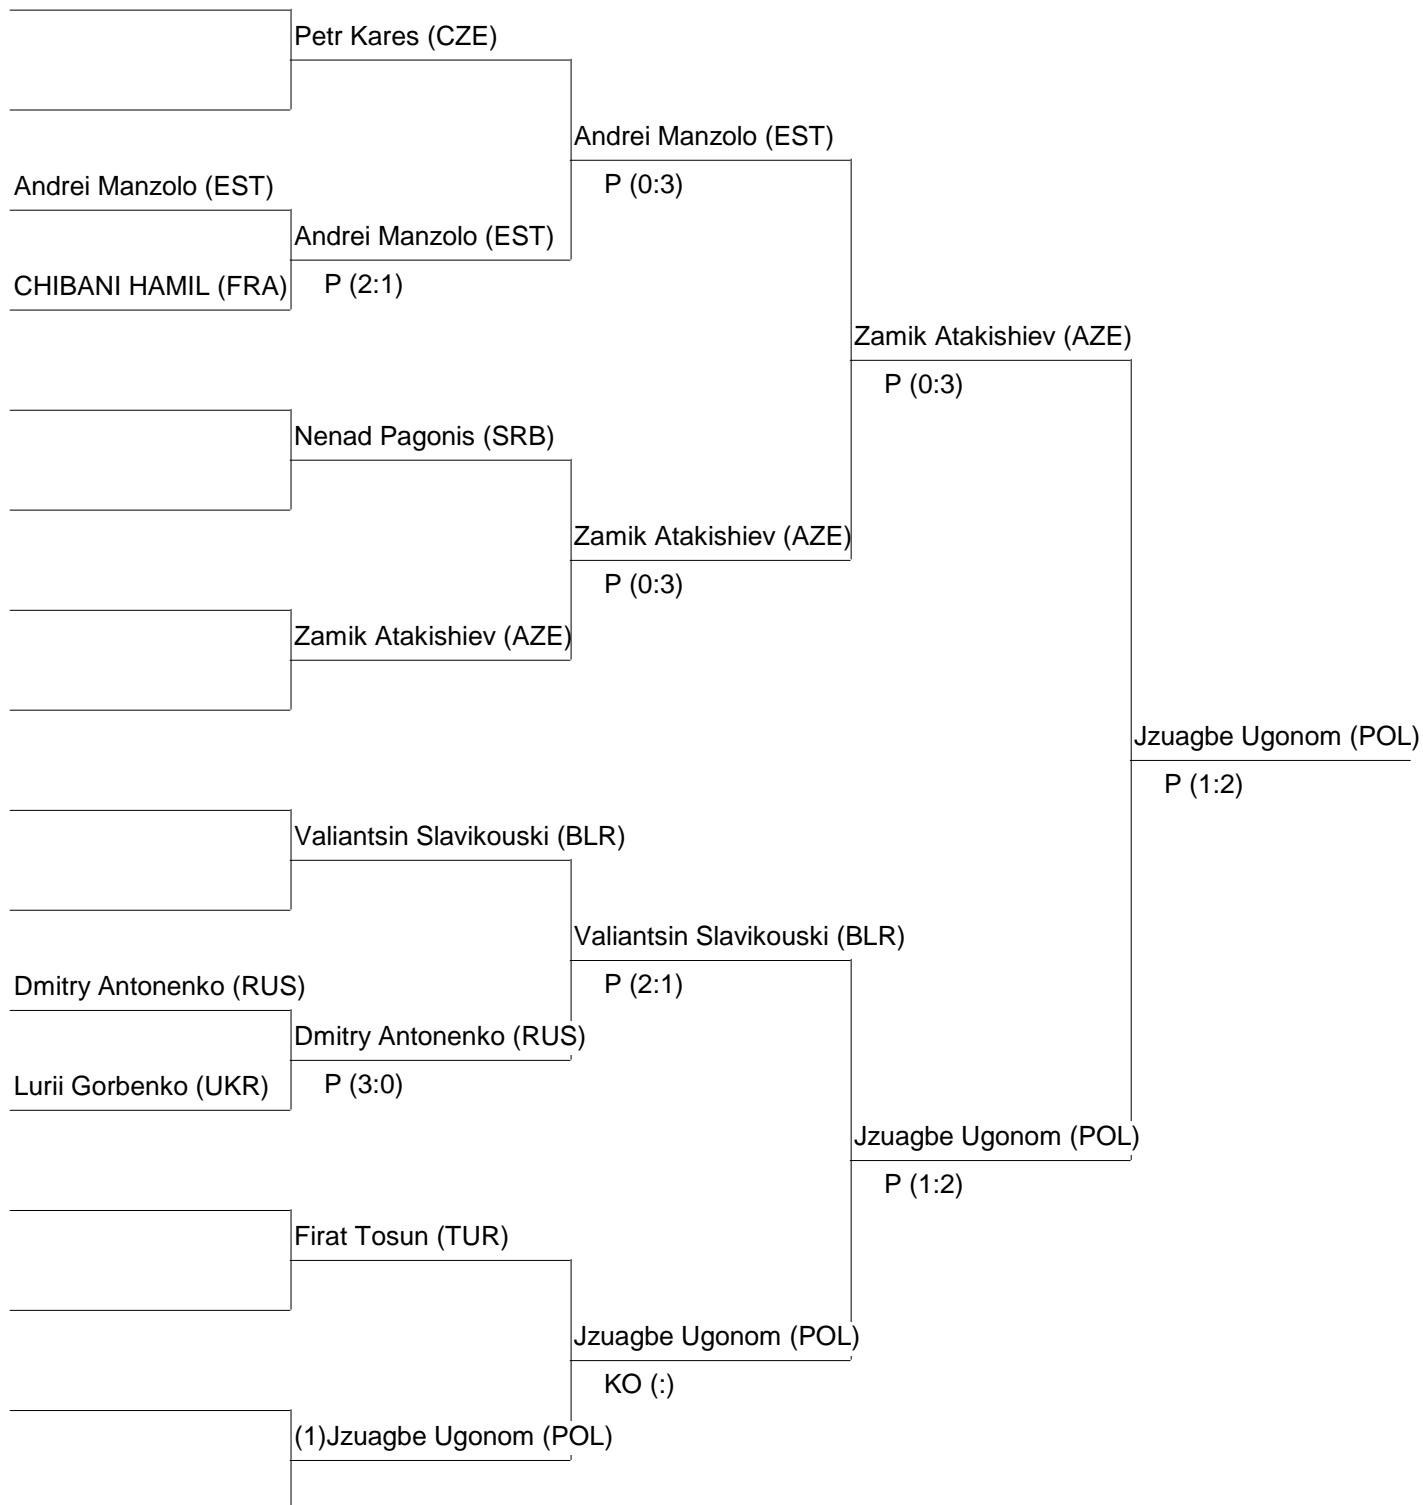 Petr Kares (CZE)
Andrei Manzolo (EST)
P (0:3)
Andrei Manzolo (EST)
Andrei Manzolo (EST)
CHIBANI HAMIL (FRA)
P (2:1)
Zamik Atakishiev (AZE)
P (0:3)
Nenad Pagonis (SRB)
Zamik Atakishiev (AZE)
P (0:3)
Zamik Atakishiev (AZE)
Jzuagbe Ugonom (POL)
P (1:2)
Valiantsin Slavikouski (BLR)
Valiantsin Slavikouski (BLR)
P (2:1)
Dmitry Antonenko (RUS)
Dmitry Antonenko (RUS)
Lurii Gorbenko (UKR)
P (3:0)
Jzuagbe Ugonom (POL)
P (1:2)
Firat Tosun (TUR)
Jzuagbe Ugonom (POL)
KO (:)
(1)Jzuagbe Ugonom (POL)